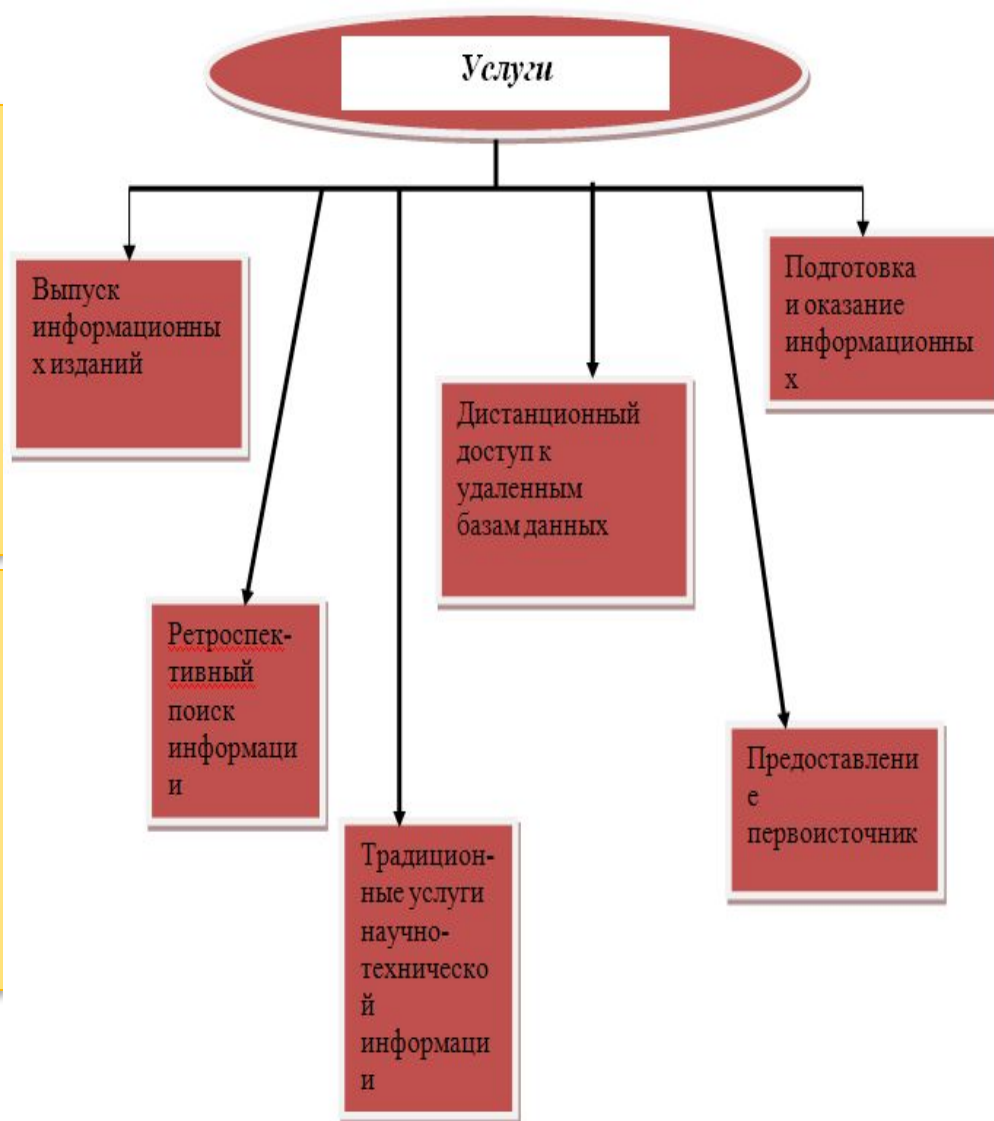 Услуги
Выпуск
информационны
х изданий
Подготовка
и оказание
информационны
х
Дистанционный
доступ к
удаленным
базам данных
Ретроспек-
тивный
поиск
информаци
и
Предоставлени
е
первоисточник
Традицион-
ные услуги
научно-
техническо
й
информаци
и